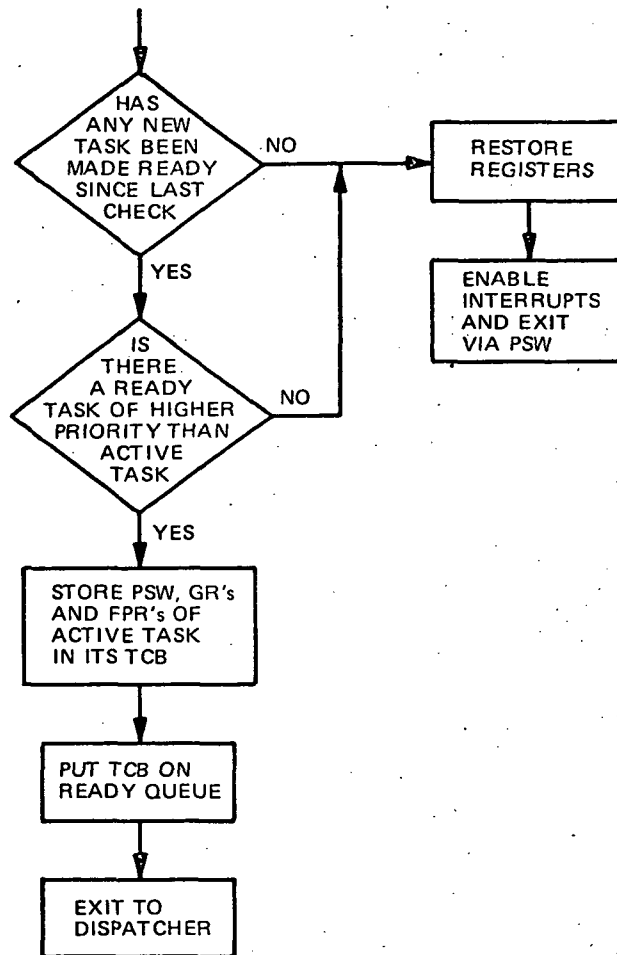 HAS
ANY NEW
TASK BEEN
MADE READY
SINCE LAST
CHECK
NO
RESTORE
REGISTERS
YES
ENABLE
INTERRUPTS
AND EXIT
VIA PSW
IS
THERE
A READY
TASK OF HIGHER
PRIORITY THAN
ACTIVE
TASK
NO
YES
STORE PSW, GR's
AND FPR's OF
ACTIVE TASK
IN ITS TCB
PUT TCB ON
READY QUEUE
EXIT TO
DISPATCHER